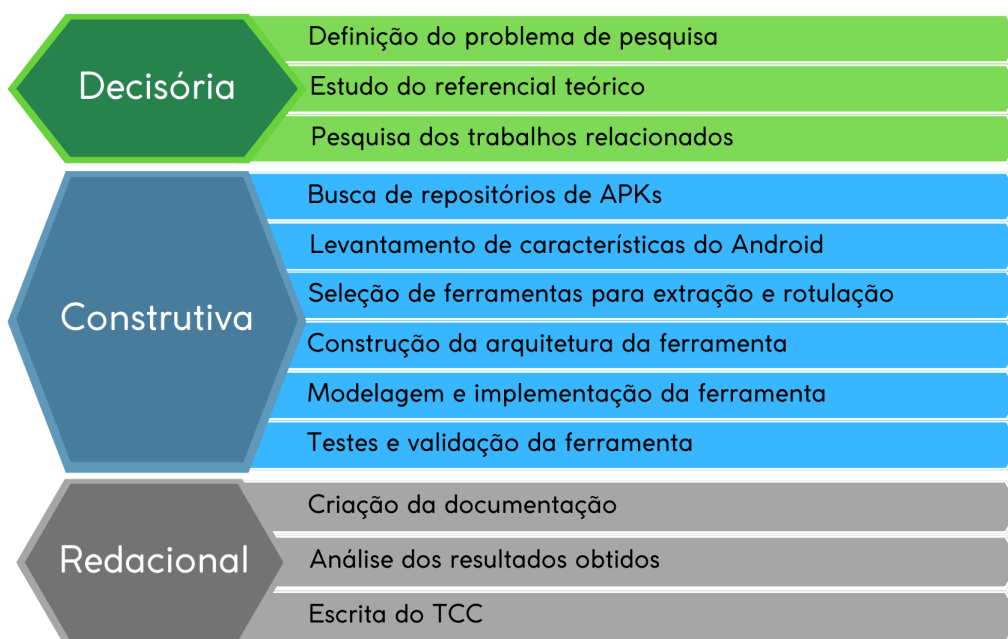 Decisória
Definição do problema de pesquisa
Estudo do referencial teórico
Pesquisa dos trabalhos relacionados
Construtiva
Busca de repositórios de APKs
Levantamento de características do Android
Seleção de ferramentas para extração e rotulação
Construção da arquitetura da ferramenta
Modelagem e implementação da ferramenta
Testes e validação da ferramenta
Redacional
Criação da documentação
Análise dos resultados obtidos
Escrita do TCC